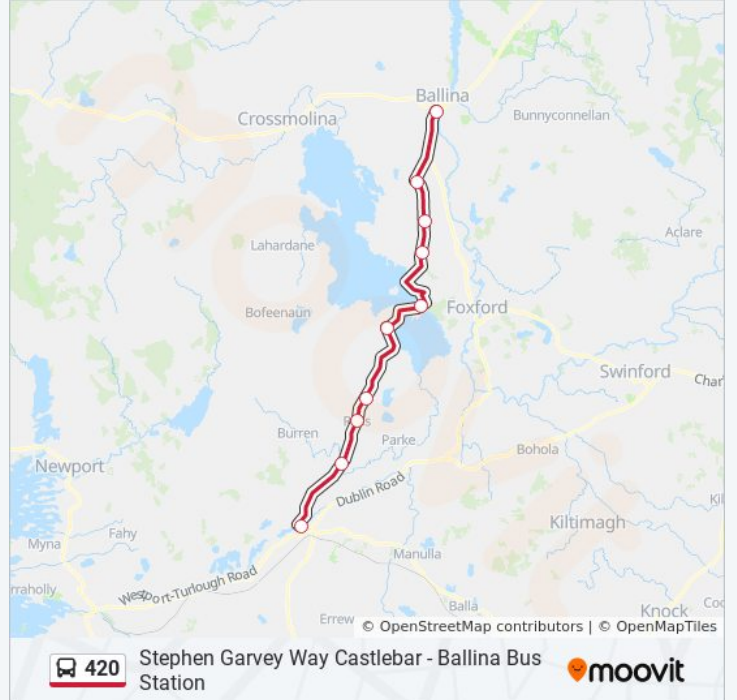 Ballina
Crossmolina
Bunnyconnellan
Aclare
Lahardane
Foxford
Bofeenaun
Swinford
Char
Burren
Parke
Bohola
Newport
Dublin Road
Kil
Kiltimagh
Fahy
Myna
Manulla
rraholly
Westport-Turlough Road
Balla
Knock
Coo
Errew
© OpenStreetMap contributors | © OpenMapTiles
420
Stephen Garvey Way Castlebar - Ballina Bus
Station
moovit